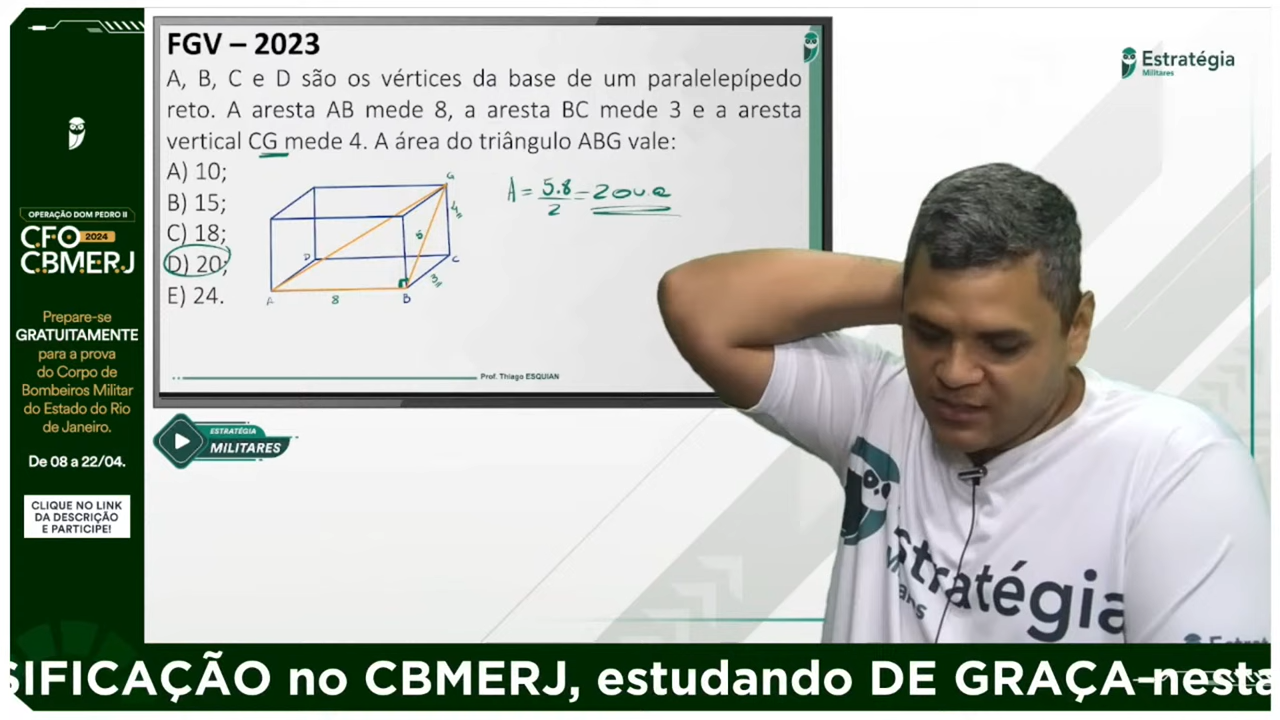 FGV – 2023
A, B, C e D são os vértices da base de um paralelepípedo
reto. A aresta AB mede 8, a aresta BC mede 3 e a aresta
vertical CG mede 4. A área do triângulo ABG vale:
A) 10;
B) 15;
C) 18;
D) 20;
E) 24.
A = 5.8/2 = 20 u.a
G
4
5
D
C
3
A
8
B
Prof. Thiago ESQUIAN
ESTRATÉGIA
MILITARES
Estratégia
Militares
OPERAÇÃO DOM PEDRO II
CFO 2024
CBMERJ
Prepare-se
GRATUITAMENTE
para a prova
do Corpo de
Bombeiros Militar
do Estado do Rio
de Janeiro.
De 08 a 22/04.
CLIQUE NO LINK
DA DESCRIÇÃO
E PARTICIPE!
stratégia
ans
SIFICAÇÃO no CBMERJ, estudando DE GRAÇA nesta